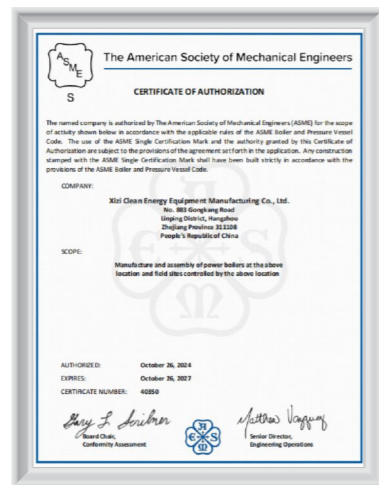 A
S
M
E
S
The American Society of Mechanical Engineers
CERTIFICATE OF AUTHORIZATION
The named company is authorized by The American Society of Mechanical Engineers (ASME) for the scope
of activity shown below in accordance with the applicable rules of the ASME Boiler and Pressure Vessel
Code. The use of the ASME Single Certification Mark and the authority granted by this Certificate of
Authorization are subject to the provisions of the agreement set forth in the application. Any construction
stamped with the ASME Single Certification Mark shall have been built strictly in accordance with the
provisions of the ASME Boiler and Pressure Vessel Code.
COMPANY:
Xizi Clean Energy Equipment Manufacturing Co., Ltd.
No. 883 Gongkang Road
Linping District, Hangzhou
Zhejiang Province 311108
People's Republic of China
SCOPE:
Manufacture and assembly of power boilers at the above
location and field sites controlled by the above location
AUTHORIZED: October 26, 2024
EXPIRES: October 26, 2027
CERTIFICATE NUMBER: 40850
Gary L. Scribner
Matthew Vazquez
Board Chair,
Conformity Assessment
Senior Director,
Engineering Operations